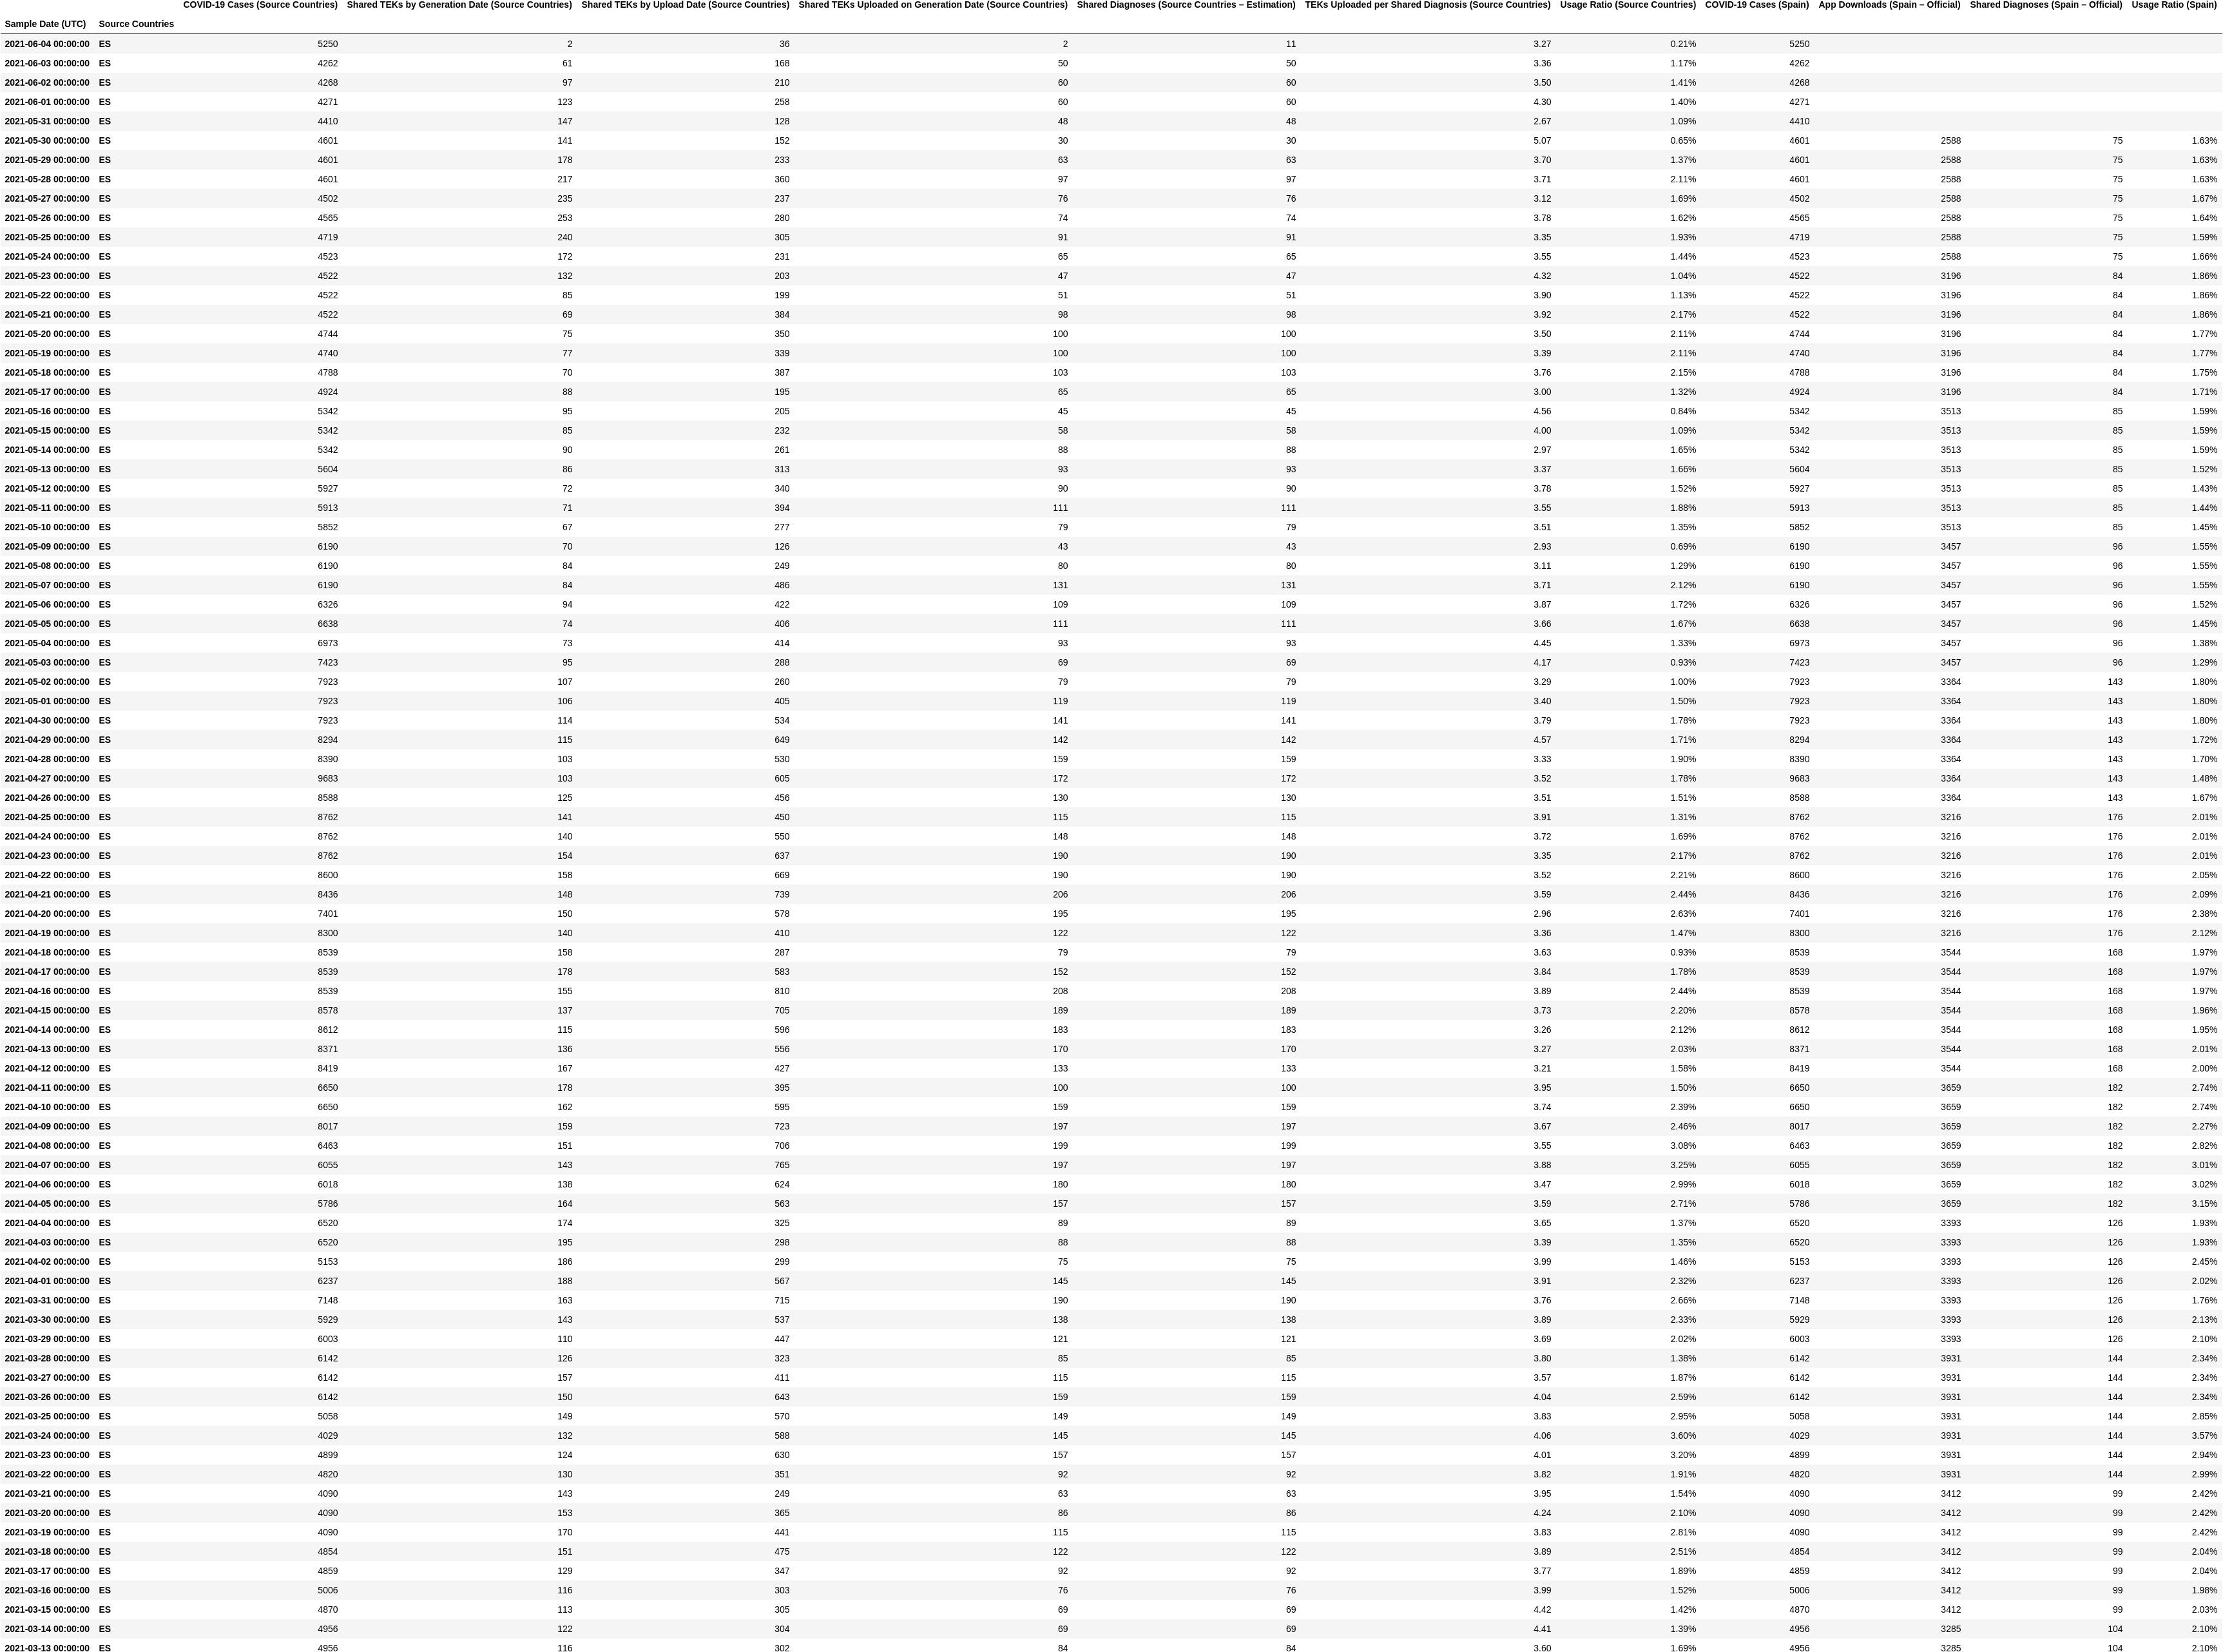 COVID-19 Cases (Source Countries) Shared TEKs by Generation Date (Source Countries) Shared TEKs by Upload Date (Source Countries) Shared TEKs Uploaded on Generation Date (Source Countries) Shared Diagnoses (Source Countries – Estimation) TEKs Uploaded per Shared Diagnosis (Source Countries) Usage Ratio (Source Countries) COVID-19 Cases (Spain) App Downloads (Spain – Official) Shared Diagnoses (Spain – Official) Usage Ratio (Spain)
Sample Date (UTC) Source Countries
2021-06-04 00:00:00 ES 5250 2 36 2 11 3.27 0.21% 5250
2021-06-03 00:00:00 ES 4262 61 168 50 50 3.36 1.17% 4262
2021-06-02 00:00:00 ES 4268 97 210 60 60 3.50 1.41% 4268
2021-06-01 00:00:00 ES 4271 123 258 60 60 4.30 1.40% 4271
2021-05-31 00:00:00 ES 4410 147 128 48 48 2.67 1.09% 4410
2021-05-30 00:00:00 ES 4601 141 152 30 30 5.07 0.65% 4601 2588 75 1.63%
2021-05-29 00:00:00 ES 4601 178 233 63 63 3.70 1.37% 4601 2588 75 1.63%
2021-05-28 00:00:00 ES 4601 217 360 97 97 3.71 2.11% 4601 2588 75 1.63%
2021-05-27 00:00:00 ES 4502 235 237 76 76 3.12 1.69% 4502 2588 75 1.67%
2021-05-26 00:00:00 ES 4565 253 280 74 74 3.78 1.62% 4565 2588 75 1.64%
2021-05-25 00:00:00 ES 4719 240 305 91 91 3.35 1.93% 4719 2588 75 1.59%
2021-05-24 00:00:00 ES 4523 172 231 65 65 3.55 1.44% 4523 2588 75 1.66%
2021-05-23 00:00:00 ES 4522 132 203 47 47 4.32 1.04% 4522 3196 84 1.86%
2021-05-22 00:00:00 ES 4522 85 199 51 51 3.90 1.13% 4522 3196 84 1.86%
2021-05-21 00:00:00 ES 4522 69 384 98 98 3.92 2.17% 4522 3196 84 1.86%
2021-05-20 00:00:00 ES 4744 75 350 100 100 3.50 2.11% 4744 3196 84 1.77%
2021-05-19 00:00:00 ES 4740 77 339 100 100 3.39 2.11% 4740 3196 84 1.77%
2021-05-18 00:00:00 ES 4788 70 387 103 103 3.76 2.15% 4788 3196 84 1.75%
2021-05-17 00:00:00 ES 4924 88 195 65 65 3.00 1.32% 4924 3196 84 1.71%
2021-05-16 00:00:00 ES 5342 95 205 45 45 4.56 0.84% 5342 3513 85 1.59%
2021-05-15 00:00:00 ES 5342 85 232 58 58 4.00 1.09% 5342 3513 85 1.59%
2021-05-14 00:00:00 ES 5342 90 261 88 88 2.97 1.65% 5342 3513 85 1.59%
2021-05-13 00:00:00 ES 5604 86 313 93 93 3.37 1.66% 5604 3513 85 1.52%
2021-05-12 00:00:00 ES 5927 72 340 90 90 3.78 1.52% 5927 3513 85 1.43%
2021-05-11 00:00:00 ES 5913 71 394 111 111 3.55 1.88% 5913 3513 85 1.44%
2021-05-10 00:00:00 ES 5852 67 277 79 79 3.51 1.35% 5852 3513 85 1.45%
2021-05-09 00:00:00 ES 6190 70 126 43 43 2.93 0.69% 6190 3457 96 1.55%
2021-05-08 00:00:00 ES 6190 84 249 80 80 3.11 1.29% 6190 3457 96 1.55%
2021-05-07 00:00:00 ES 6190 84 486 131 131 3.71 2.12% 6190 3457 96 1.55%
2021-05-06 00:00:00 ES 6326 94 422 109 109 3.87 1.72% 6326 3457 96 1.52%
2021-05-05 00:00:00 ES 6638 74 406 111 111 3.66 1.67% 6638 3457 96 1.45%
2021-05-04 00:00:00 ES 6973 73 414 93 93 4.45 1.33% 6973 3457 96 1.38%
2021-05-03 00:00:00 ES 7423 95 288 69 69 4.17 0.93% 7423 3457 96 1.29%
2021-05-02 00:00:00 ES 7923 107 260 79 79 3.29 1.00% 7923 3364 143 1.80%
2021-05-01 00:00:00 ES 7923 106 405 119 119 3.40 1.50% 7923 3364 143 1.80%
2021-04-30 00:00:00 ES 7923 114 534 141 141 3.79 1.78% 7923 3364 143 1.80%
2021-04-29 00:00:00 ES 8294 115 649 142 142 4.57 1.71% 8294 3364 143 1.72%
2021-04-28 00:00:00 ES 8390 103 530 159 159 3.33 1.90% 8390 3364 143 1.70%
2021-04-27 00:00:00 ES 9683 103 605 172 172 3.52 1.78% 9683 3364 143 1.48%
2021-04-26 00:00:00 ES 8588 125 456 130 130 3.51 1.51% 8588 3364 143 1.67%
2021-04-25 00:00:00 ES 8762 141 450 115 115 3.91 1.31% 8762 3216 176 2.01%
2021-04-24 00:00:00 ES 8762 140 550 148 148 3.72 1.69% 8762 3216 176 2.01%
2021-04-23 00:00:00 ES 8762 154 637 190 190 3.35 2.17% 8762 3216 176 2.01%
2021-04-22 00:00:00 ES 8600 158 669 190 190 3.52 2.21% 8600 3216 176 2.05%
2021-04-21 00:00:00 ES 8436 148 739 206 206 3.59 2.44% 8436 3216 176 2.09%
2021-04-20 00:00:00 ES 7401 150 578 195 195 2.96 2.63% 7401 3216 176 2.38%
2021-04-19 00:00:00 ES 8300 140 410 122 122 3.36 1.47% 8300 3216 176 2.12%
2021-04-18 00:00:00 ES 8539 158 287 79 79 3.63 0.93% 8539 3544 168 1.97%
2021-04-17 00:00:00 ES 8539 178 583 152 152 3.84 1.78% 8539 3544 168 1.97%
2021-04-16 00:00:00 ES 8539 155 810 208 208 3.89 2.44% 8539 3544 168 1.97%
2021-04-15 00:00:00 ES 8578 137 705 189 189 3.73 2.20% 8578 3544 168 1.96%
2021-04-14 00:00:00 ES 8612 115 596 183 183 3.26 2.12% 8612 3544 168 1.95%
2021-04-13 00:00:00 ES 8371 136 556 170 170 3.27 2.03% 8371 3544 168 2.01%
2021-04-12 00:00:00 ES 8419 167 427 133 133 3.21 1.58% 8419 3544 168 2.00%
2021-04-11 00:00:00 ES 6650 178 395 100 100 3.95 1.50% 6650 3659 182 2.74%
2021-04-10 00:00:00 ES 6650 162 595 159 159 3.74 2.39% 6650 3659 182 2.74%
2021-04-09 00:00:00 ES 8017 159 723 197 197 3.67 2.46% 8017 3659 182 2.27%
2021-04-08 00:00:00 ES 6463 151 706 199 199 3.55 3.08% 6463 3659 182 2.82%
2021-04-07 00:00:00 ES 6055 143 765 197 197 3.88 3.25% 6055 3659 182 3.01%
2021-04-06 00:00:00 ES 6018 138 624 180 180 3.47 2.99% 6018 3659 182 3.02%
2021-04-05 00:00:00 ES 5786 164 563 157 157 3.59 2.71% 5786 3659 182 3.15%
2021-04-04 00:00:00 ES 6520 174 325 89 89 3.65 1.37% 6520 3393 126 1.93%
2021-04-03 00:00:00 ES 6520 195 298 88 88 3.39 1.35% 6520 3393 126 1.93%
2021-04-02 00:00:00 ES 5153 186 299 75 75 3.99 1.46% 5153 3393 126 2.45%
2021-04-01 00:00:00 ES 6237 188 567 145 145 3.91 2.32% 6237 3393 126 2.02%
2021-03-31 00:00:00 ES 7148 163 715 190 190 3.76 2.66% 7148 3393 126 1.76%
2021-03-30 00:00:00 ES 5929 143 537 138 138 3.89 2.33% 5929 3393 126 2.13%
2021-03-29 00:00:00 ES 6003 110 447 121 121 3.69 2.02% 6003 3393 126 2.10%
2021-03-28 00:00:00 ES 6142 126 323 85 85 3.80 1.38% 6142 3931 144 2.34%
2021-03-27 00:00:00 ES 6142 157 411 115 115 3.57 1.87% 6142 3931 144 2.34%
2021-03-26 00:00:00 ES 6142 150 643 159 159 4.04 2.59% 6142 3931 144 2.34%
2021-03-25 00:00:00 ES 5058 149 570 149 149 3.83 2.95% 5058 3931 144 2.85%
2021-03-24 00:00:00 ES 4029 132 588 145 145 4.06 3.60% 4029 3931 144 3.57%
2021-03-23 00:00:00 ES 4899 124 630 157 157 4.01 3.20% 4899 3931 144 2.94%
2021-03-22 00:00:00 ES 4820 130 351 92 92 3.82 1.91% 4820 3931 144 2.99%
2021-03-21 00:00:00 ES 4090 143 249 63 63 3.95 1.54% 4090 3412 99 2.42%
2021-03-20 00:00:00 ES 4090 153 365 86 86 4.24 2.10% 4090 3412 99 2.42%
2021-03-19 00:00:00 ES 4090 170 441 115 115 3.83 2.81% 4090 3412 99 2.42%
2021-03-18 00:00:00 ES 4854 151 475 122 122 3.89 2.51% 4854 3412 99 2.04%
2021-03-17 00:00:00 ES 4859 129 347 92 92 3.77 1.89% 4859 3412 99 2.04%
2021-03-16 00:00:00 ES 5006 116 303 76 76 3.99 1.52% 5006 3412 99 1.98%
2021-03-15 00:00:00 ES 4870 113 305 69 69 4.42 1.42% 4870 3412 99 2.03%
2021-03-14 00:00:00 ES 4956 122 304 69 69 4.41 1.39% 4956 3285 104 2.10%
2021-03-13 00:00:00 ES 4956 116 302 84 84 3.60 1.69% 4956 3285 104 2.10%